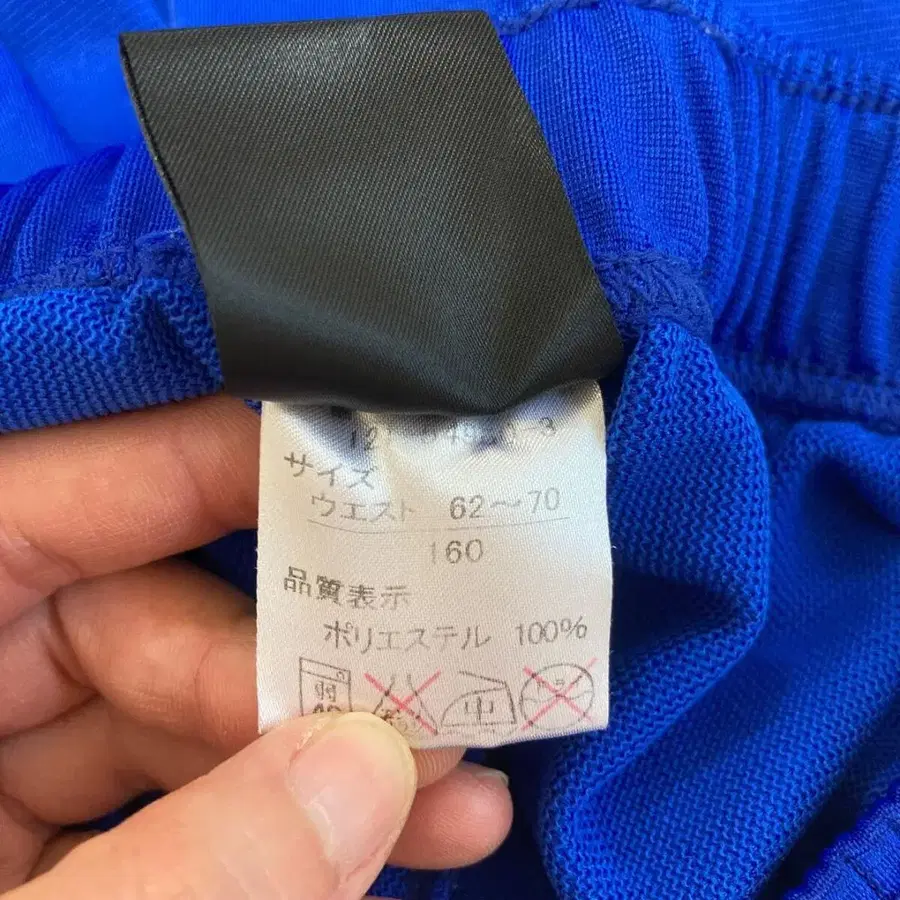 サイズ
ウエスト 62〜70
160
品質表示
ポリエステル 100%
中